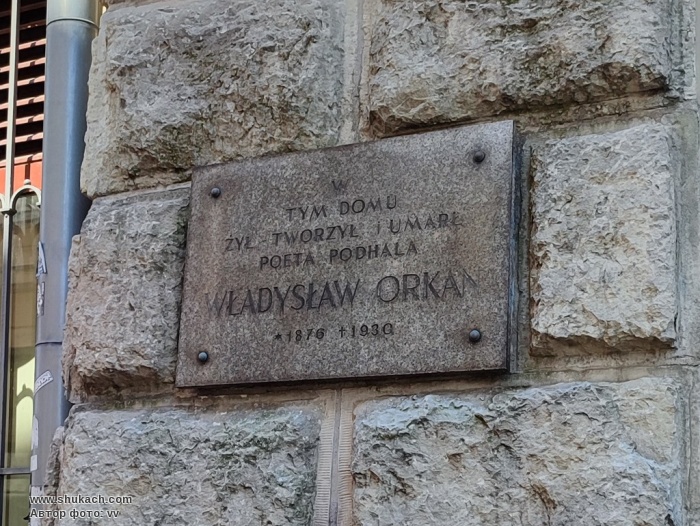 W
TYM DOMU
ŻYŁ - TWORZYŁ I UMARŁ
POETA PODHALA
WŁADYSŁAW ORKAN
*1876 †1930
www.shukach.com
Автор фото: vv